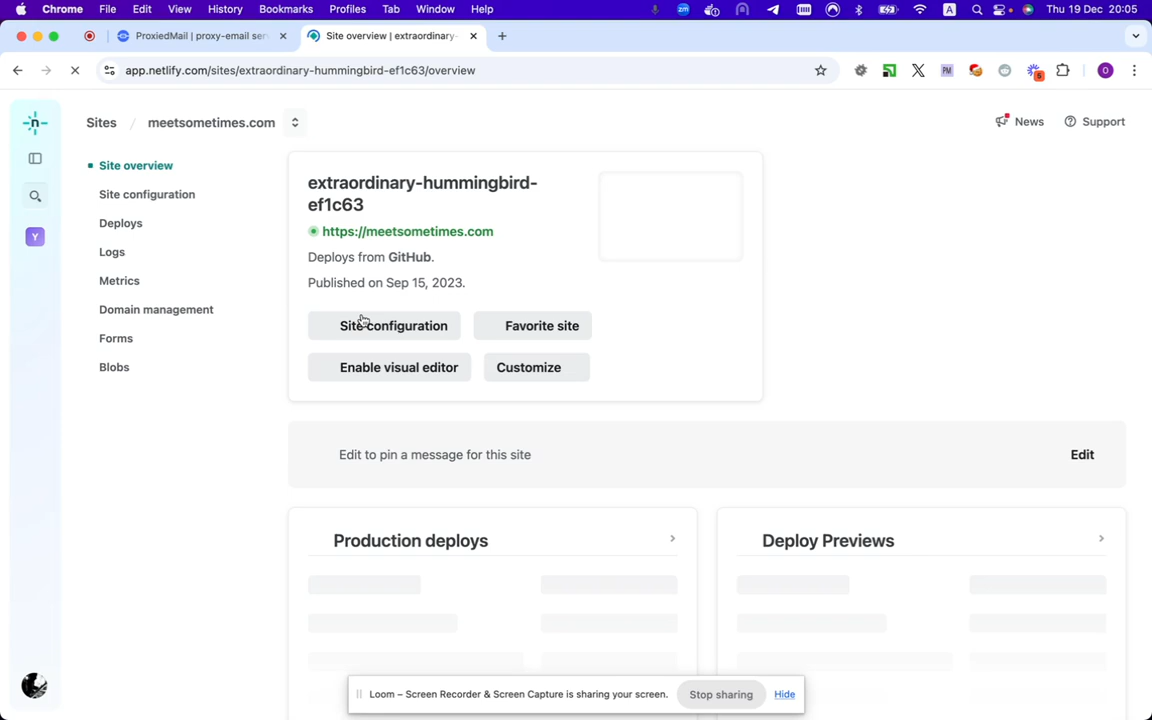 Chrome File Edit View History Bookmarks Profiles Tab Window Help A Thu 19 Dec 20:05
ProxiedMail | proxy-email ser Site overview | extraordinary-
app.netlify.com/sites/extraordinary-hummingbird-ef1c63/overview PM 5 O
Sites / meetsometimes.com News Support
Site overview
Site configuration
Deploys
Logs
Metrics
Domain management
Forms
Blobs
Y
extraordinary-hummingbird-
ef1c63
https://meetsometimes.com
Deploys from GitHub.
Published on Sep 15, 2023.
Site configuration Favorite site
Enable visual editor Customize
Edit to pin a message for this site Edit
Production deploys Deploy Previews
Loom – Screen Recorder & Screen Capture is sharing your screen. Stop sharing Hide